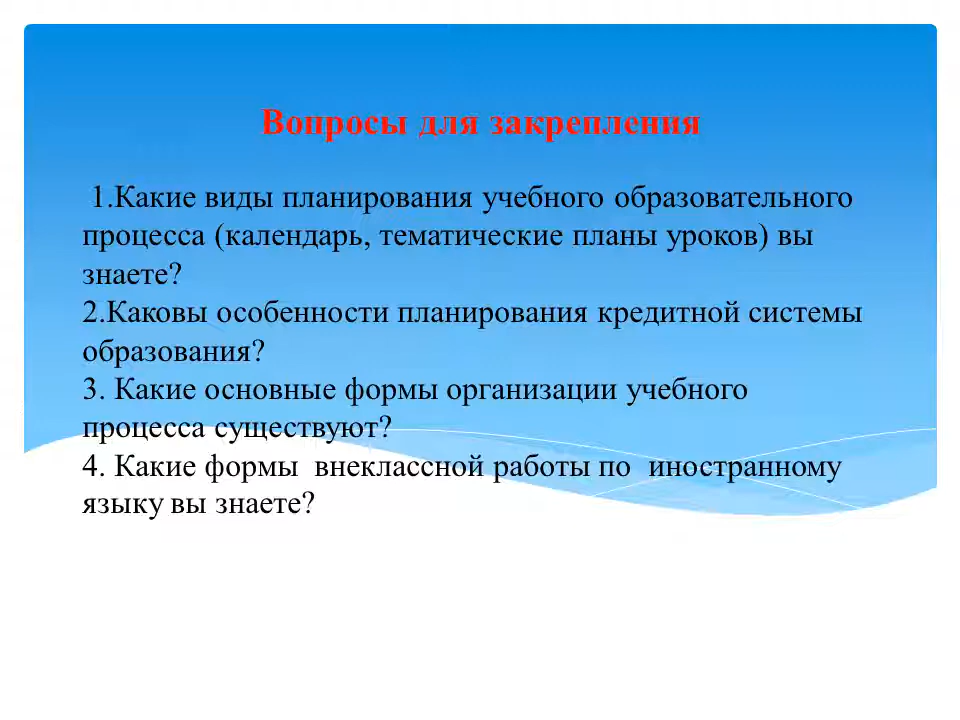 Вопросы для закрепления
1.Какие виды планирования учебного образовательного
процесса (календарь, тематические планы уроков) вы
знаете?
2.Каковы особенности планирования кредитной системы
образования?
3. Какие основные формы организации учебного
процесса существуют?
4. Какие формы  внеклассной работы по  иностранному
языку вы знаете?